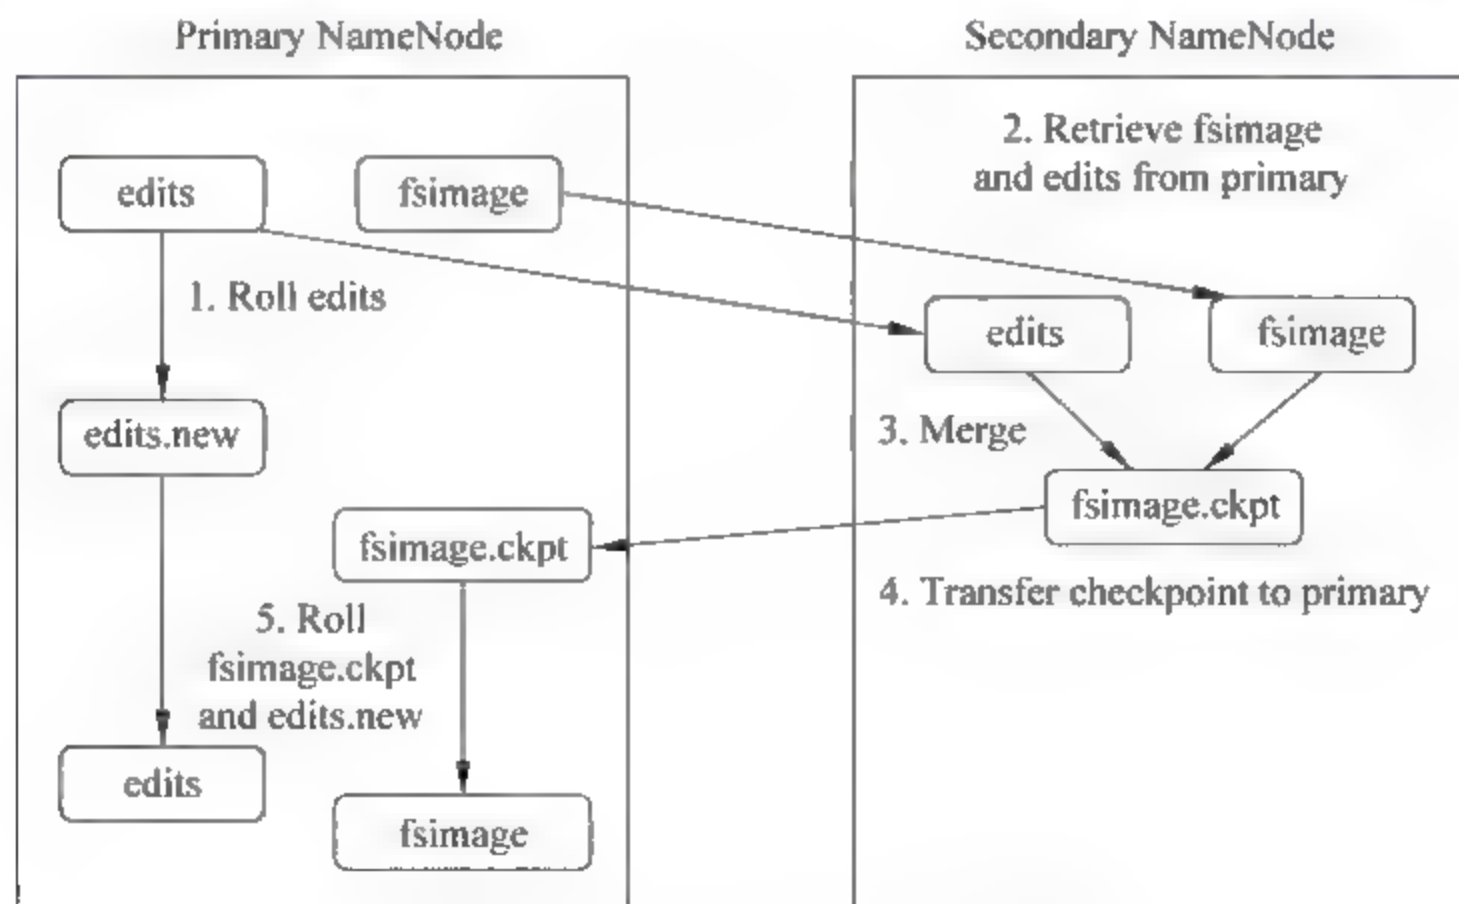 Primary NameNode
Secondary NameNode
edits
fsimage
1. Roll edits
edits.new
fsimage.ckpt
5. Roll
fsimage.ckpt
and edits.new
edits
fsimage
2. Retrieve fsimage
and edits from primary
edits
fsimage
3. Merge
fsimage.ckpt
4. Transfer checkpoint to primary